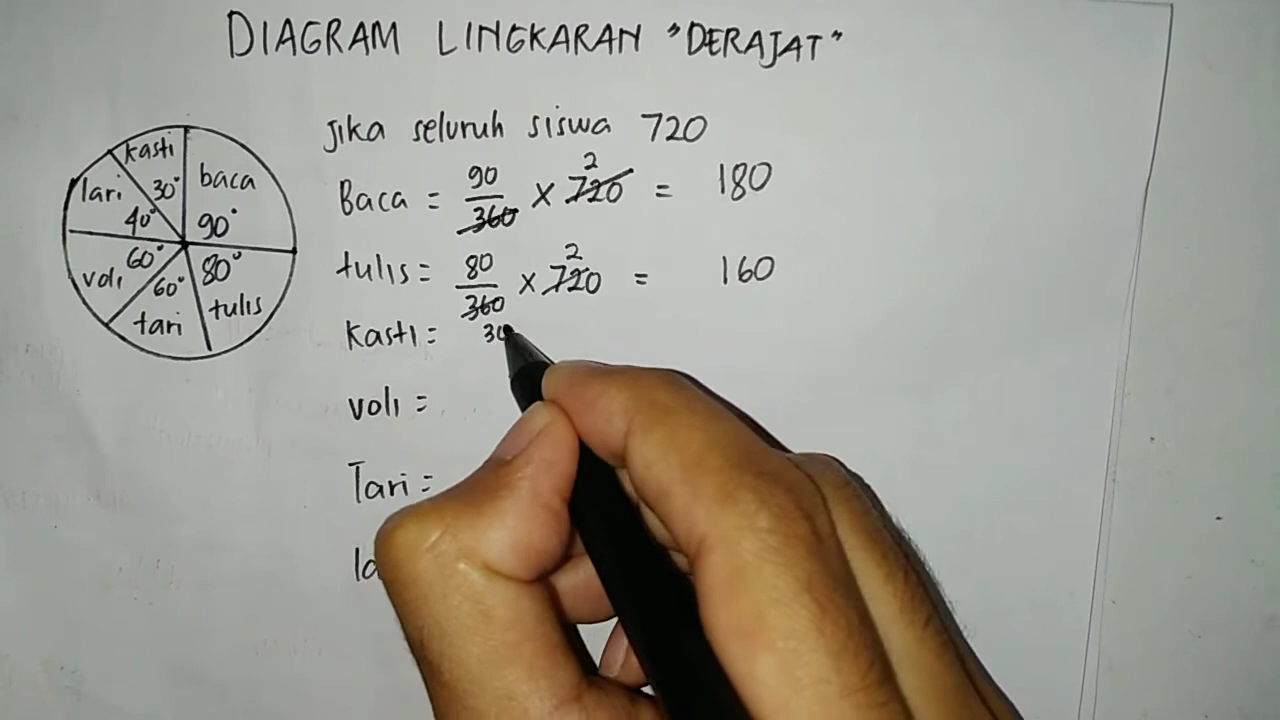 DIAGRAM LINGKARAN "DERAJAT"
kasti
30°
baca
90°
lari
40°
voli
60°
tari
60°
80°
tulis
Jika seluruh siswa 720
Baca = 90/360 x 720 2 = 180
tulis = 80/360 x 720 2 = 160
Kasti = 30
voli =
Tari =